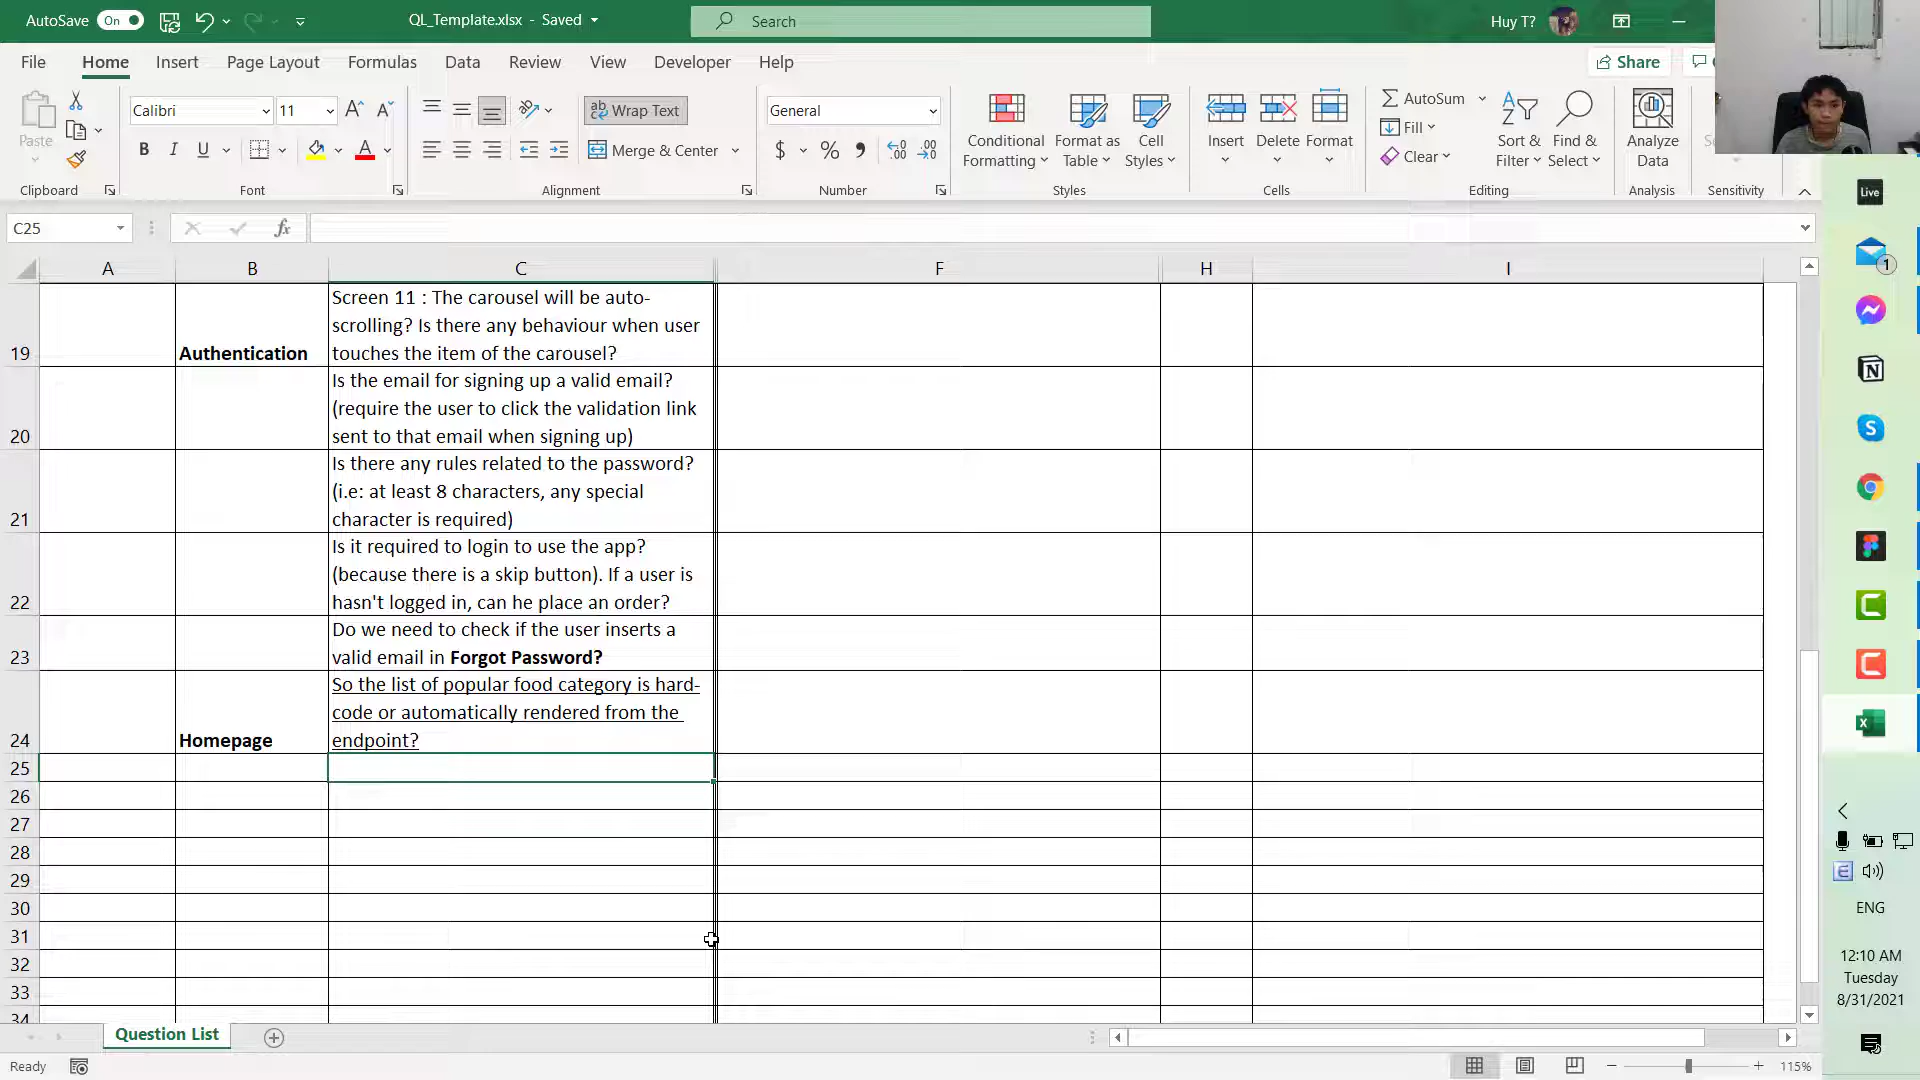 AutoSave On QL_Template.xlsx - Saved Search Huy T?
File Home Insert Page Layout Formulas Data Review View Developer Help Share
Paste Calibri 11 Wrap Text General Conditional Formatting Format as Table Cell Styles Insert Delete Format AutoSum Fill Clear Sort & Filter Find & Select Analyze Data
B I U Merge & Center $ % 9
Clipboard Font Alignment Number Styles Cells Editing Analysis Sensitivity
C25 fx
A B C F H I
19 Authentication
Screen 11 : The carousel will be auto-
scrolling? Is there any behaviour when user
touches the item of the carousel?
20
Is the email for signing up a valid email?
(require the user to click the validation link
sent to that email when signing up)
21
Is there any rules related to the password?
(i.e: at least 8 characters, any special
character is required)
22
Is it required to login to use the app?
(because there is a skip button). If a user is
hasn't logged in, can he place an order?
23
Do we need to check if the user inserts a
valid email in Forgot Password?
24 Homepage
So the list of popular food category is hard-
code or automatically rendered from the
endpoint?
25
26
27
28
29
30
31
32
33
34
Question List
Ready 115%
Live
1
ENG
12:10 AM
Tuesday
8/31/2021